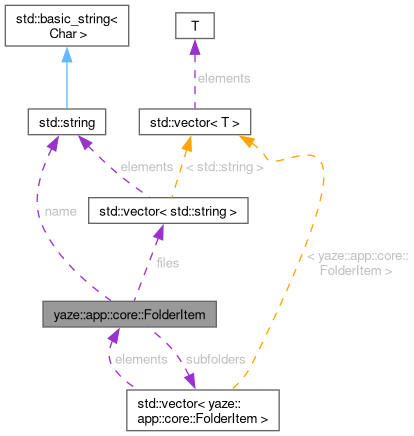 std::basic_string<
Char >
T
elements
std::string
std::vector< T >
elements
< std::string >
name
std::vector< std::string >
files
< yaze::app::core::
FolderItem >
yaze::app::core::FolderItem
elements
subfolders
std::vector< yaze::
app::core::FolderItem >